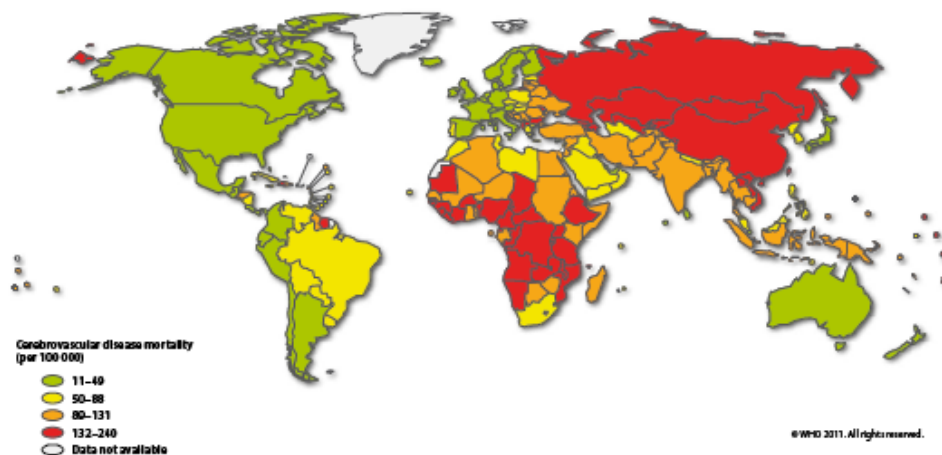 Cerebrovascular disease mortality
(per 100 000)
11–49
50–88
89–131
132–240
Data not available
© WHO 2011. All rights reserved.